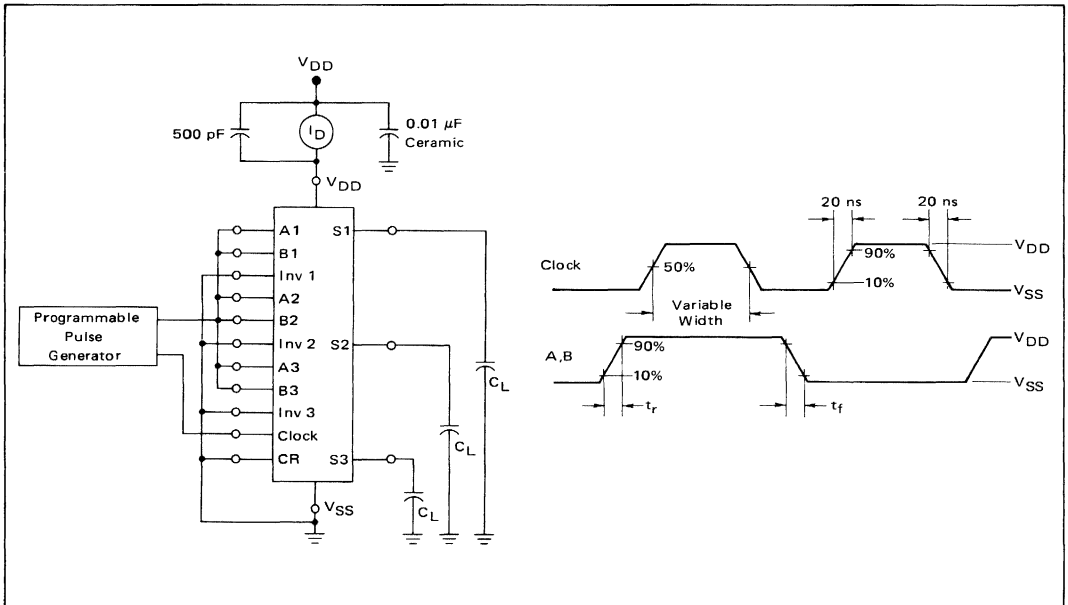 VDD
500 pF
ID
0.01 μF
Ceramic
VDD
A1
S1
B1
Inv 1
A2
Programmable
Pulse
Generator
B2
Inv 2
S2
A3
B3
Inv 3
Clock
CR
S3
VSS
CL
CL
CL
20 ns
20 ns
Clock
50%
90%
10%
VDD
VSS
Variable
Width
A,B
90%
10%
VDD
VSS
tr
tf